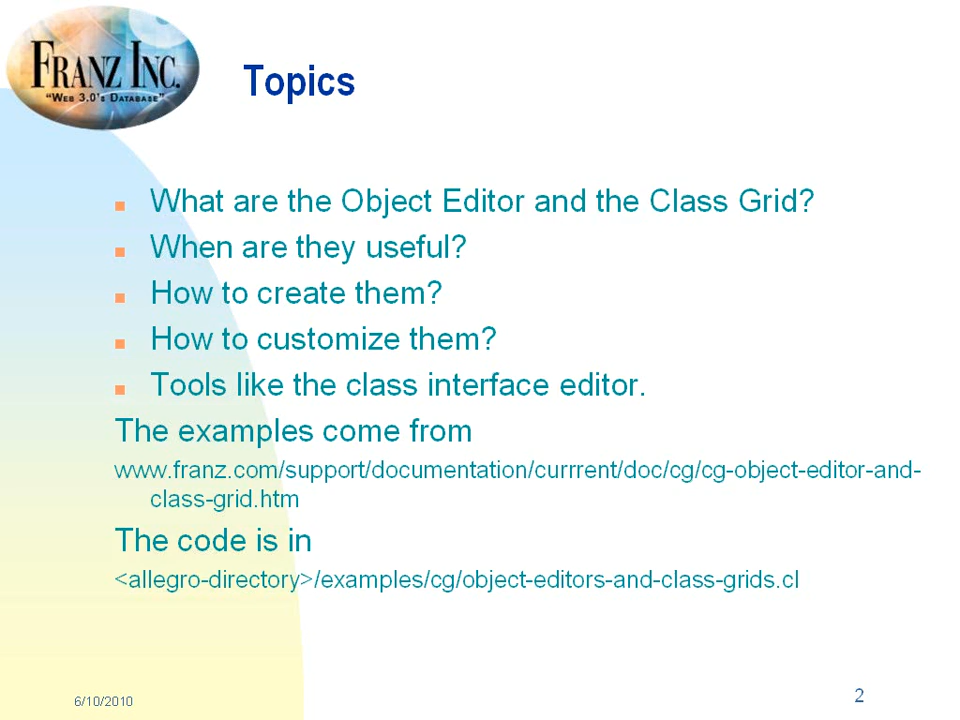 FRANZ INC.
"WEB 3.0'S DATABASE"
Topics
What are the Object Editor and the Class Grid?
When are they useful?
How to create them?
How to customize them?
Tools like the class interface editor.
The examples come from
www.franz.com/support/documentation/currrent/doc/cg/cg-object-editor-and-
class-grid.htm
The code is in
<allegro-directory>/examples/cg/object-editors-and-class-grids.cl
6/10/2010
2